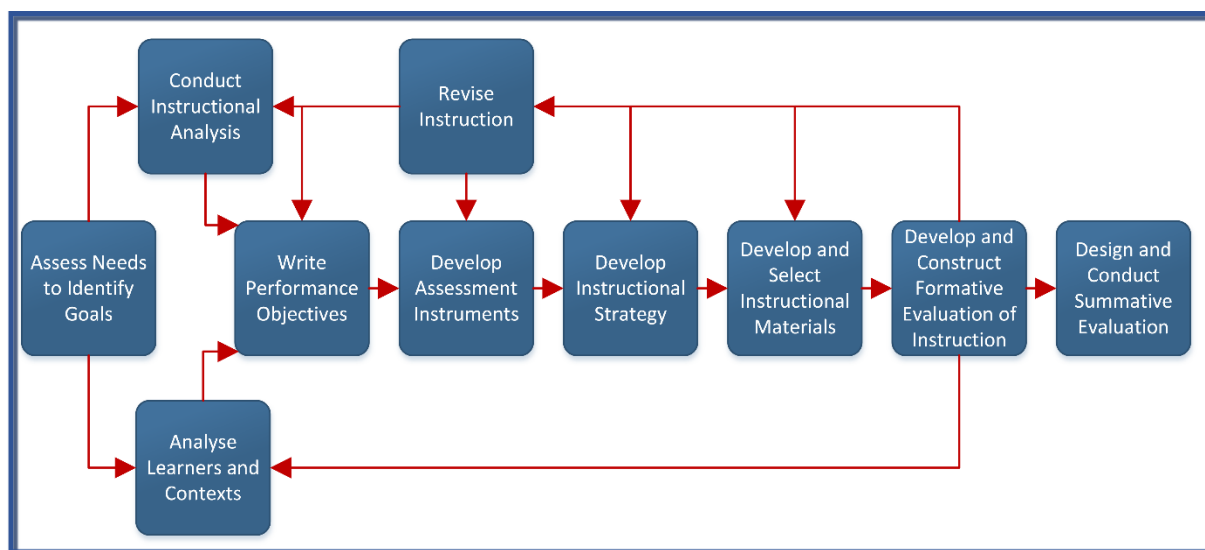 Conduct
Instructional
Analysis
Revise
Instruction
Assess Needs
to Identify
Goals
Write
Performance
Objectives
Develop
Assessment
Instruments
Develop
Instructional
Strategy
Develop and
Select
Instructional
Materials
Develop and
Construct
Formative
Evaluation of
Instruction
Design and
Conduct
Summative
Evaluation
Analyse
Learners and
Contexts